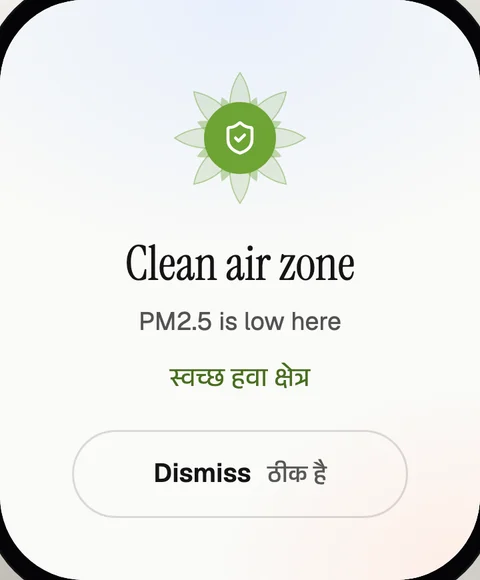 Clean air zone
PM2.5 is low here
स्वच्छ हवा क्षेत्र
Dismiss ठीक है